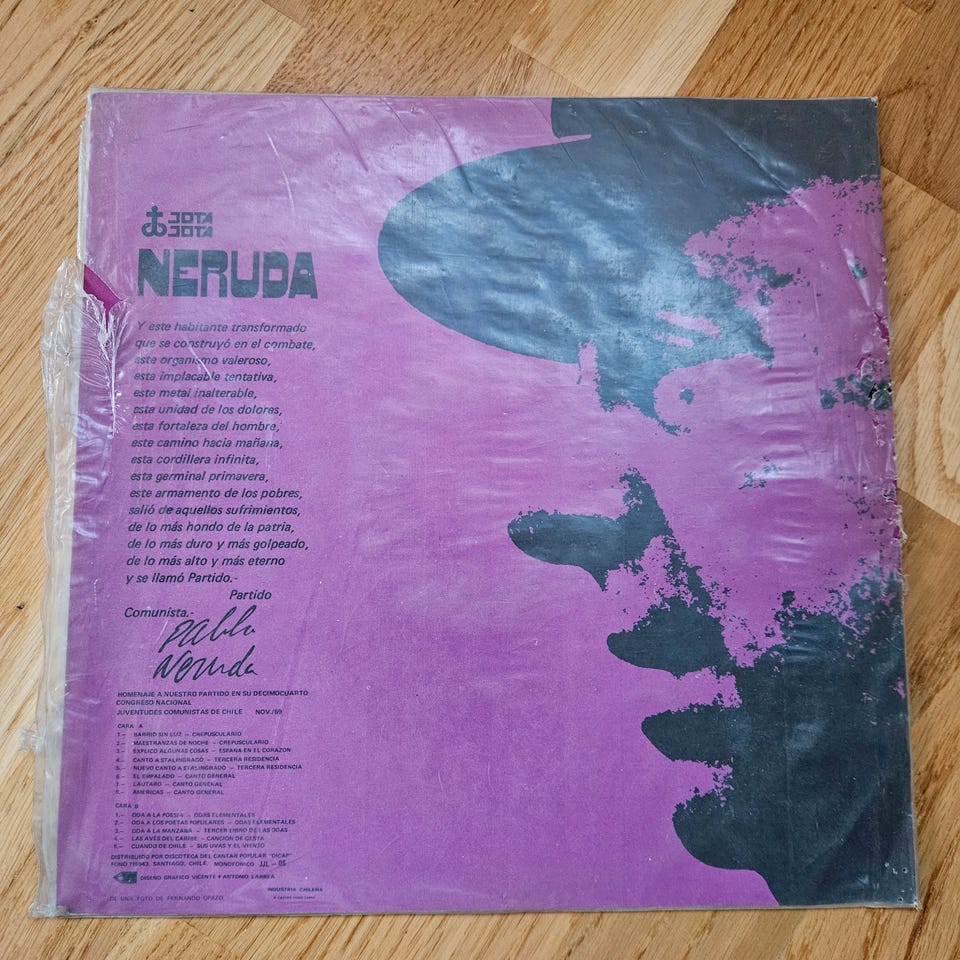 JOTA
JOTA
NERUDA
Y este habitante transformado
que se construyó en el combate,
este organismo valeroso,
esta implacable tentativa,
este metal inalterable,
esta unidad de los dolores,
esta fortaleza del hombre,
este camino hacia mañana,
esta cordillera infinita,
esta germinal primavera,
este armamento de los pobres,
salió de aquellos sufrimientos,
de lo más hondo de la patria,
de lo más duro y más golpeado,
de lo más alto y más eterno
y se llamó Partido.-
Partido
Comunista.-
Pablo
Neruda
HOMENAJE A NUESTRO PARTIDO EN SU DECIMOCUARTO
CONGRESO NACIONAL
JUVENTUDES COMUNISTAS DE CHILE NOV./69
CARA A
1.- BARRIO SIN LUZ - CREPUSCULARIO
2.- MAESTRANZAS DE NOCHE - CREPUSCULARIO
3.- EXPLICO ALGUNAS COSAS - ESPAÑA EN EL CORAZON
4.- CANTO A STALINGRADO - TERCERA RESIDENCIA
5.- NUEVO CANTO A STALINGRADO - TERCERA RESIDENCIA
6.- EL EMPALADO - CANTO GENERAL
7.- LAUTARO - CANTO GENERAL
8.- AMERICAS - CANTO GENERAL
CARA B
1.- ODA A LA POESIA - ODAS ELEMENTALES
2.- ODA A LOS POETAS POPULARES - ODAS ELEMENTALES
3.- ODA A LA MANZANA - TERCER LIBRO DE LAS ODAS
4.- LAS AVES DEL CARIBE - CANCION DE GESTA
5.- CUANDO DE CHILE - SUS UVAS Y EL VIENTO
DISTRIBUIDO POR DISCOTECA DEL CANTAR POPULAR "DICAP"
FONO SANTIAGO, CHILE. MONOFONICO JJL - 05
DISEÑO GRAFICO VICENTE + ANTONIO LARREA
INDUSTRIA CHILENA
DE UNA FOTO DE FERNANDO OPAZO